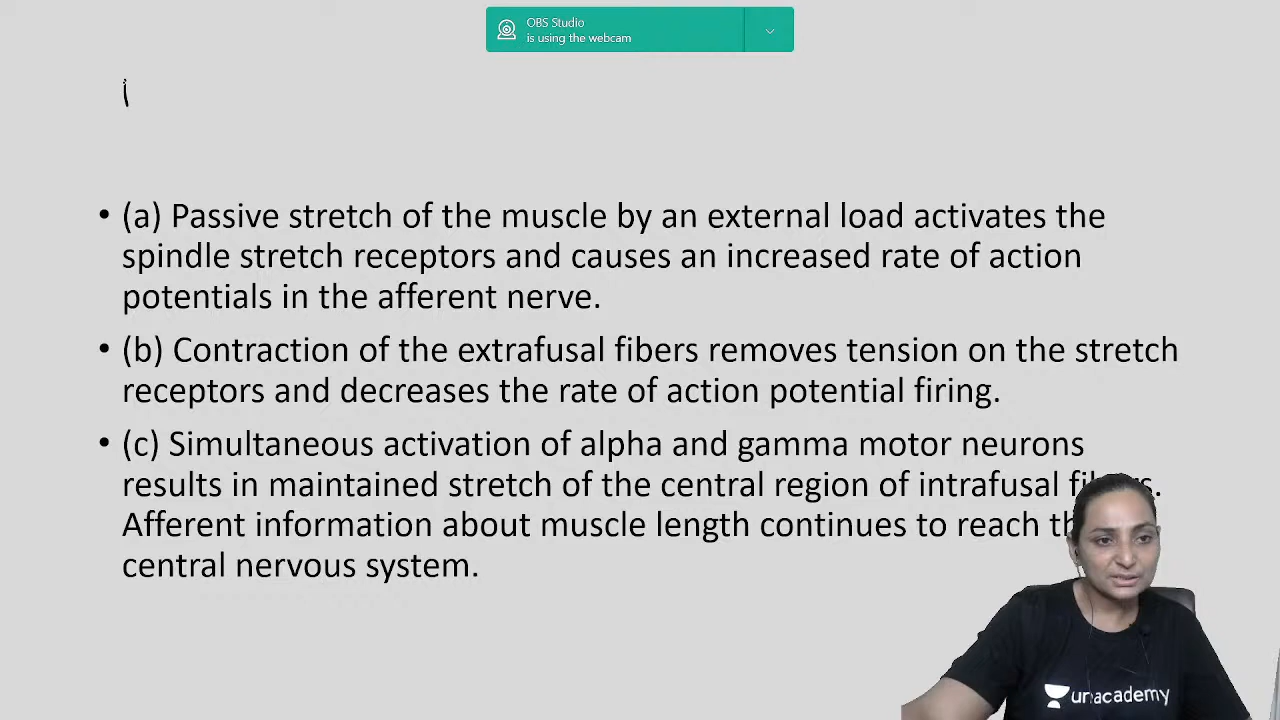 OBS Studio
is using the webcam
• (a) Passive stretch of the muscle by an external load activates the
spindle stretch receptors and causes an increased rate of action
potentials in the afferent nerve.
• (b) Contraction of the extrafusal fibers removes tension on the stretch
receptors and decreases the rate of action potential firing.
• (c) Simultaneous activation of alpha and gamma motor neurons
results in maintained stretch of the central region of intrafusal
Afferent information about muscle length continues to reach
central nervous system.
unacademy